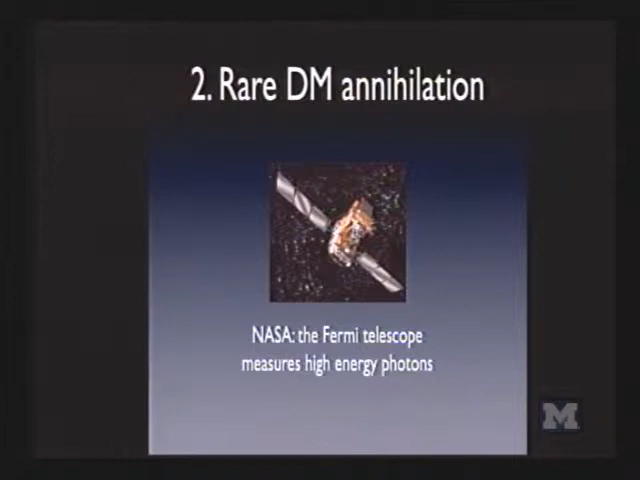 2. Rare DM annihilation
NASA: the Fermi telescope
measures high energy photons
M